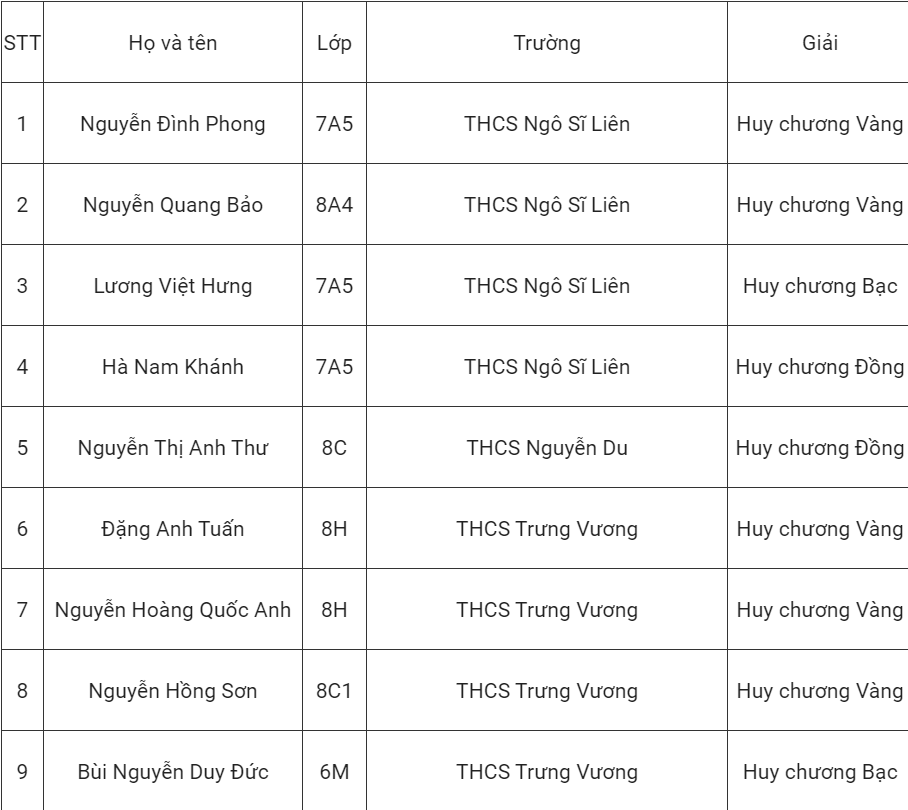 STT Họ và tên Lớp Trường Giải
1 Nguyễn Đình Phong 7A5 THCS Ngô Sĩ Liên Huy chương Vàng
2 Nguyễn Quang Bảo 8A4 THCS Ngô Sĩ Liên Huy chương Vàng
3 Lương Việt Hưng 7A5 THCS Ngô Sĩ Liên Huy chương Bạc
4 Hà Nam Khánh 7A5 THCS Ngô Sĩ Liên Huy chương Đồng
5 Nguyễn Thị Anh Thư 8C THCS Nguyễn Du Huy chương Đồng
6 Đặng Anh Tuấn 8H THCS Trưng Vương Huy chương Vàng
7 Nguyễn Hoàng Quốc Anh 8H THCS Trưng Vương Huy chương Vàng
8 Nguyễn Hồng Sơn 8C1 THCS Trưng Vương Huy chương Vàng
9 Bùi Nguyễn Duy Đức 6M THCS Trưng Vương Huy chương Bạc